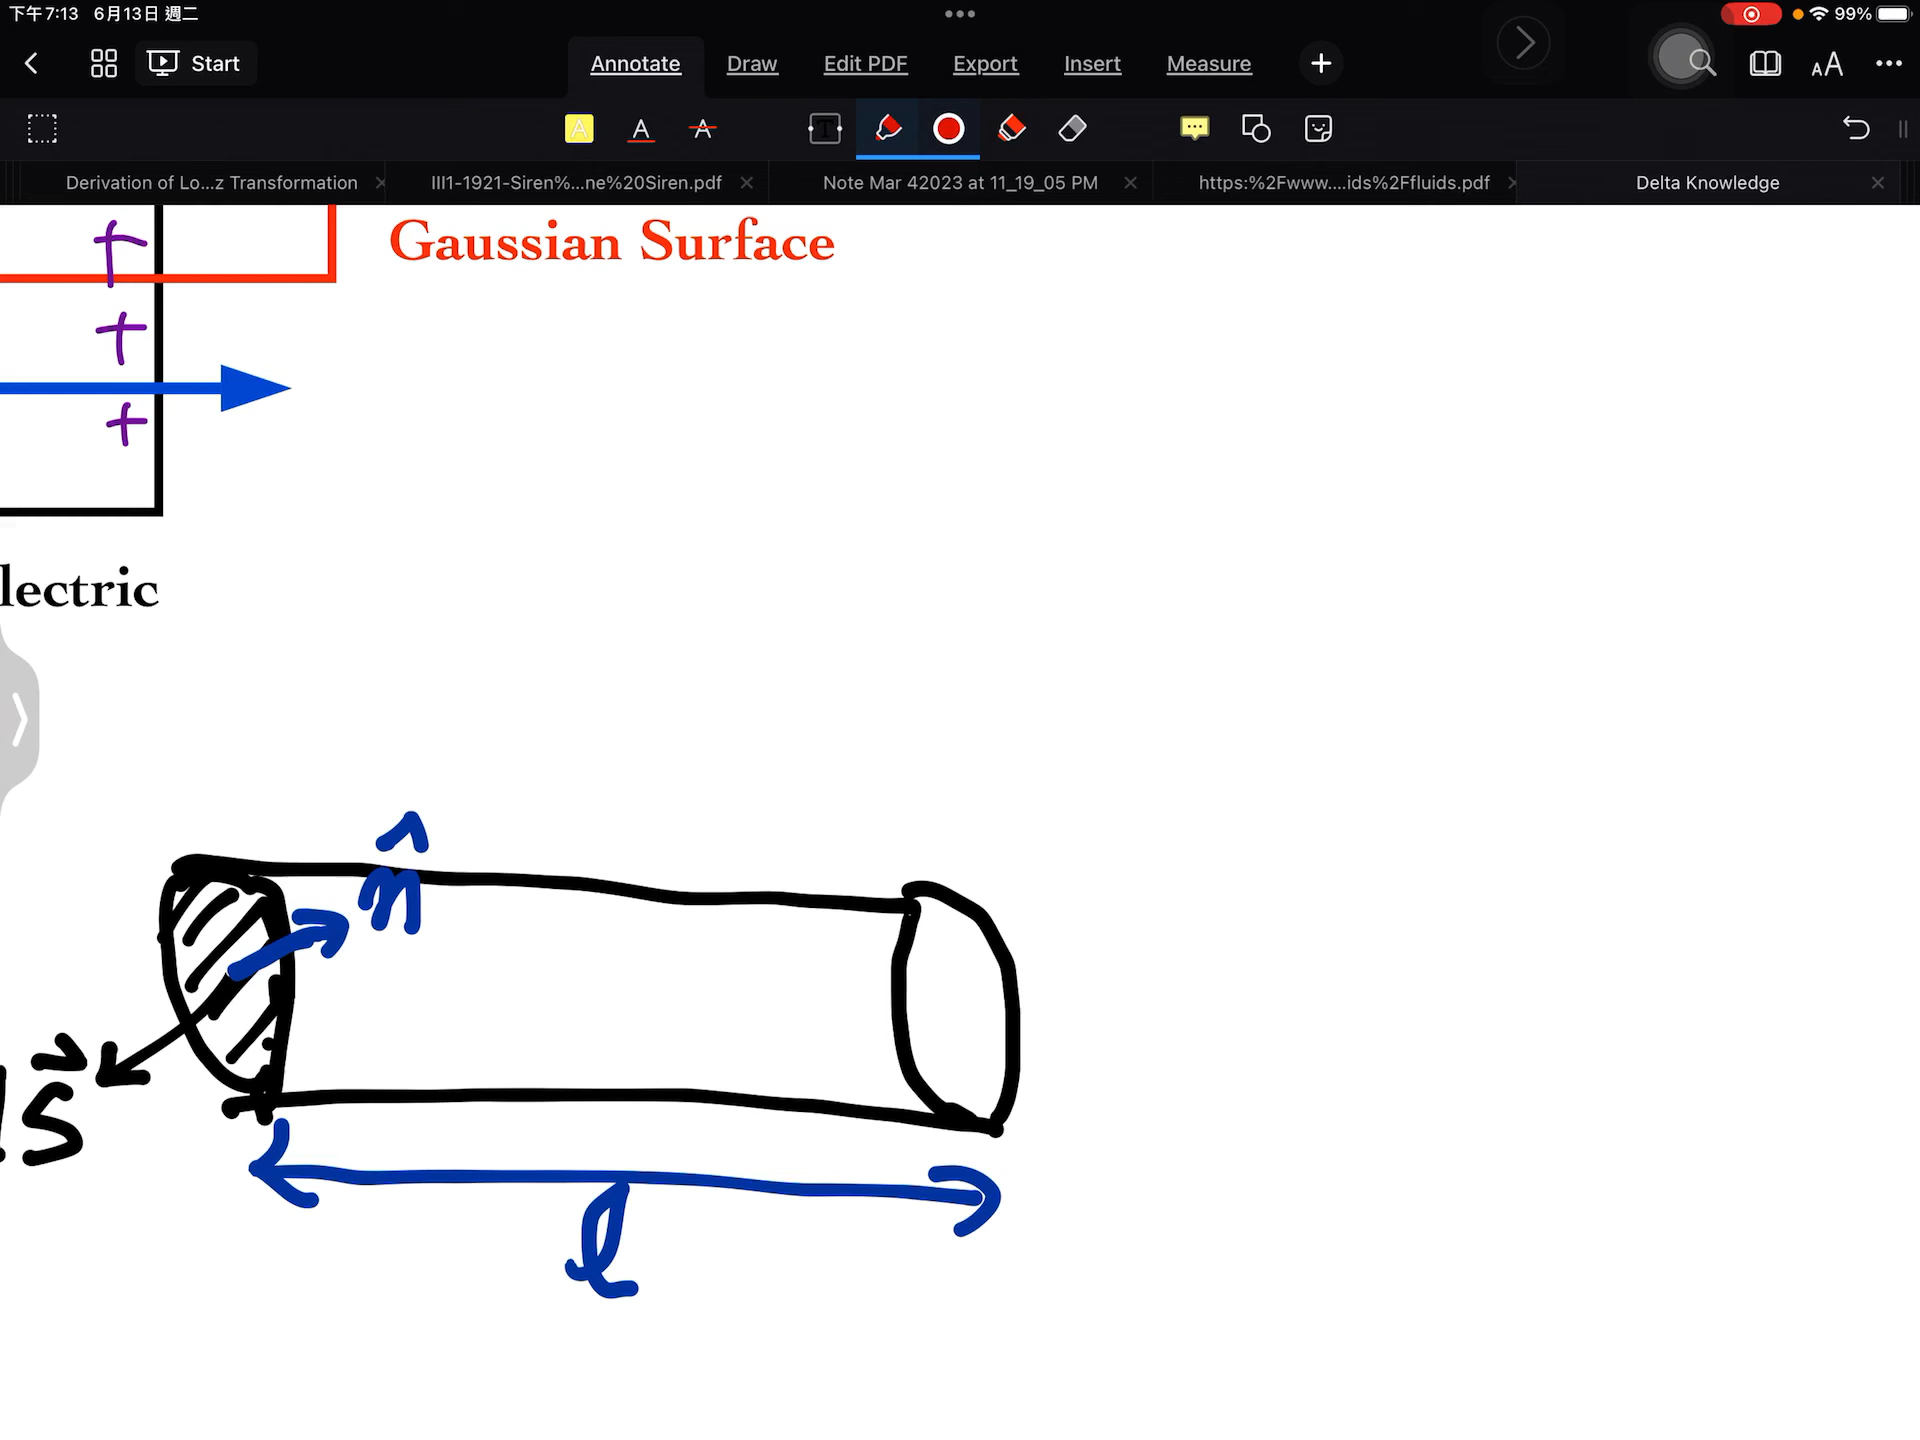 下午7:13 6月13日 週二 99%
Start Annotate Draw Edit PDF Export Insert Measure AA
A A A T
Derivation of Lo...z Transformation III1-1921-Siren%...ne%20Siren.pdf Note Mar 42023 at 11_19_05 PM https:%2Fwww....ids%2Ffluids.pdf Delta Knowledge
Gaussian Surface
+
+
+
lectric
n̂
s⃗
ℓ